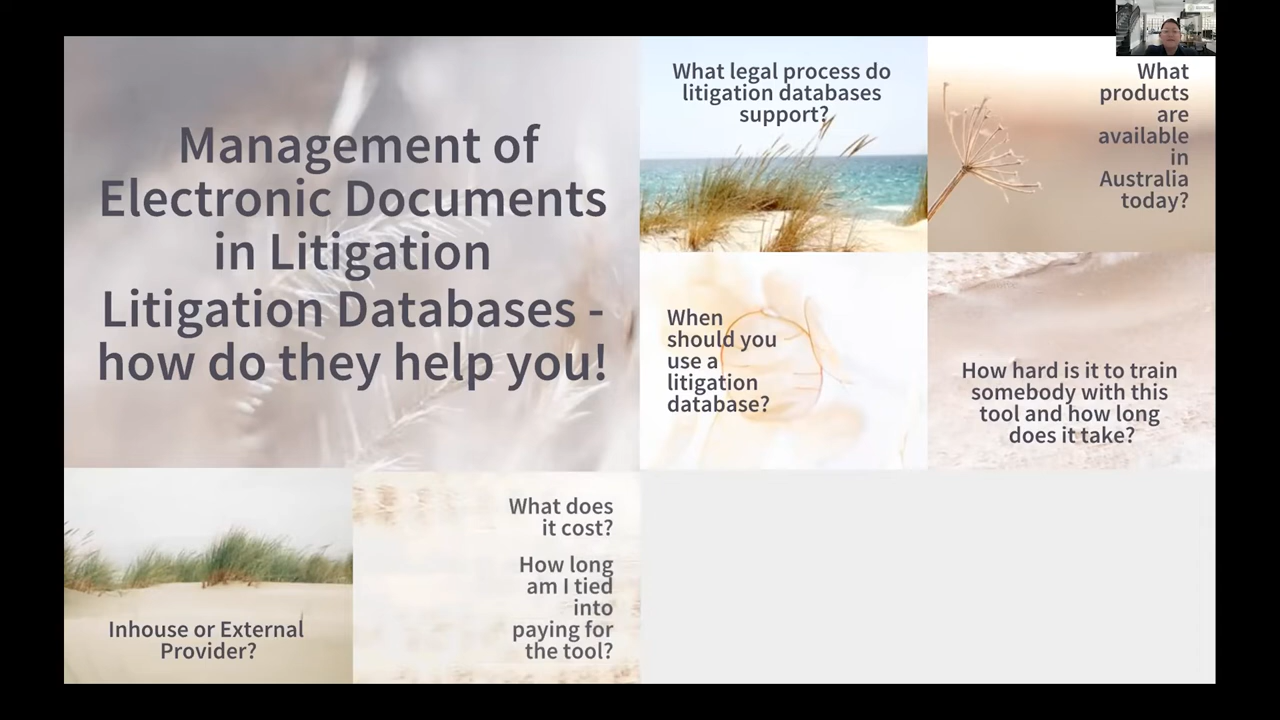 Management of
Electronic Documents
in Litigation
Litigation Databases -
how do they help you!
What legal process do
litigation databases
support?
What
products
are
available
in
Australia
today?
When
should you
use a
litigation
database?
How hard is it to train
somebody with this
tool and how long
does it take?
Inhouse or External
Provider?
What does
it cost?
How long
am I tied
into
paying for
the tool?